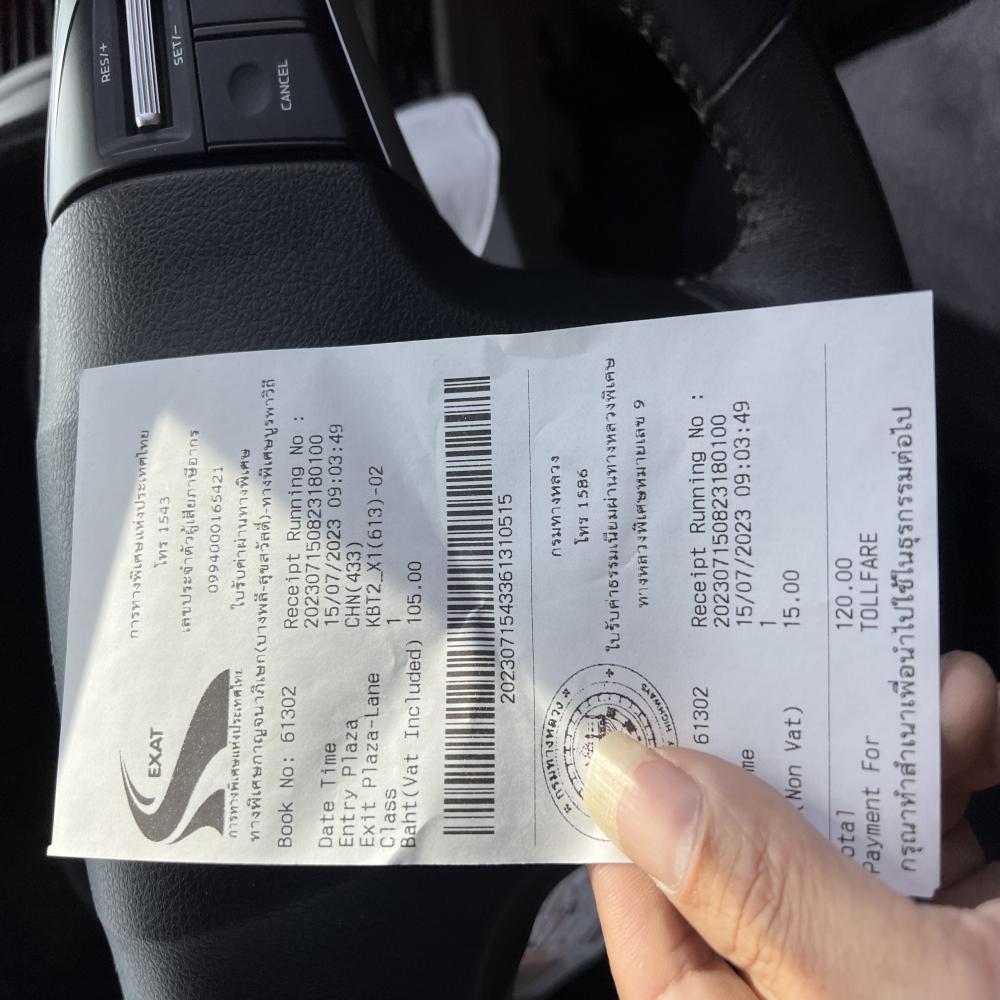 RES/+
SET/-
CANCEL
EXAT
การทางพิเศษแห่งประเทศไทย
การทางพิเศษแห่งประเทศไทย
โทร 1543
เลขประจำตัวผู้เสียภาษีอากร
0994000165421
ใบรับค่าผ่านทางพิเศษ
ทางพิเศษกาญจนาภิเษก(บางพลี-สุขสวัสดิ์)-ทางพิเศษบูรพาวิถี
Book No: 61302 Receipt Running No :
2023071508231801​00
Date Time 15/07/2023 09:03:49
Entry Plaza CHN(433)
Exit Plaza-Lane KBT2_X1(613)-02
Class 1
Baht(Vat Included) 105.00
2023071543361310515
กรมทางหลวง
กรมทางหลวง
โทร 1586
ใบรับค่าธรรมเนียมผ่านทางหลวงพิเศษ
ทางหลวงพิเศษหมายเลข 9
61302 Receipt Running No :
202307150823180100
me 15/07/2023 09:03:49
1
(Non Vat) 15.00
otal 120.00
Payment For TOLLFARE
กรุณาทำสำเนาเพื่อนำไปใช้ในธุรกรรมต่อไป